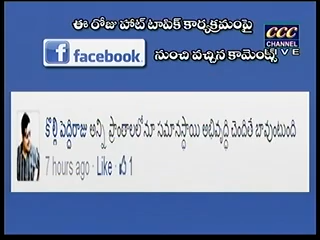 ఈ రోజు హాట్ టాపిక్ కార్యక్రమంపై
CCC
CHANNEL
LIVE
f facebook నుంచి వచ్చిన కామెంట్స్
కొల్లి పెద్దిరాజు అన్ని ప్రాంతాలలోనూ సమానస్థాయి అభివృద్ధి చెందితే బావుంటుంది
7 hours ago · Like · 1